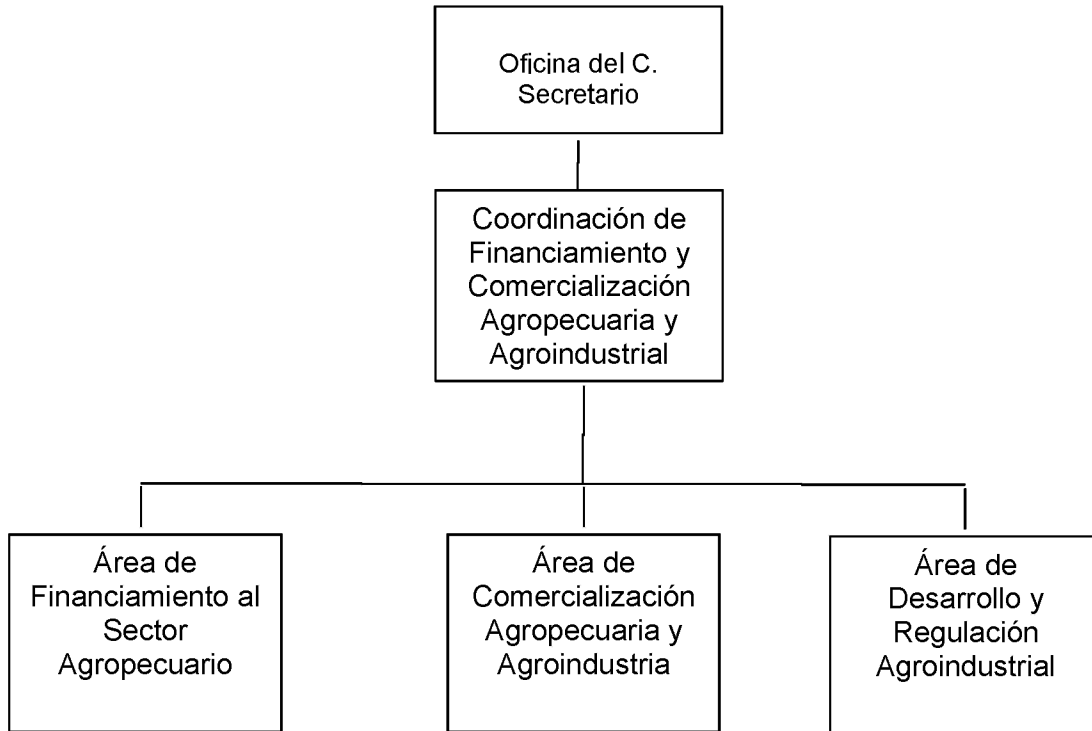 Oficina del C.
Secretario
Coordinación de
Financiamiento y
Comercialización
Agropecuaria y
Agroindustrial
Área de
Financiamiento al
Sector
Agropecuario
Área de
Comercialización
Agropecuaria y
Agroindustria
Área de
Desarrollo y
Regulación
Agroindustrial